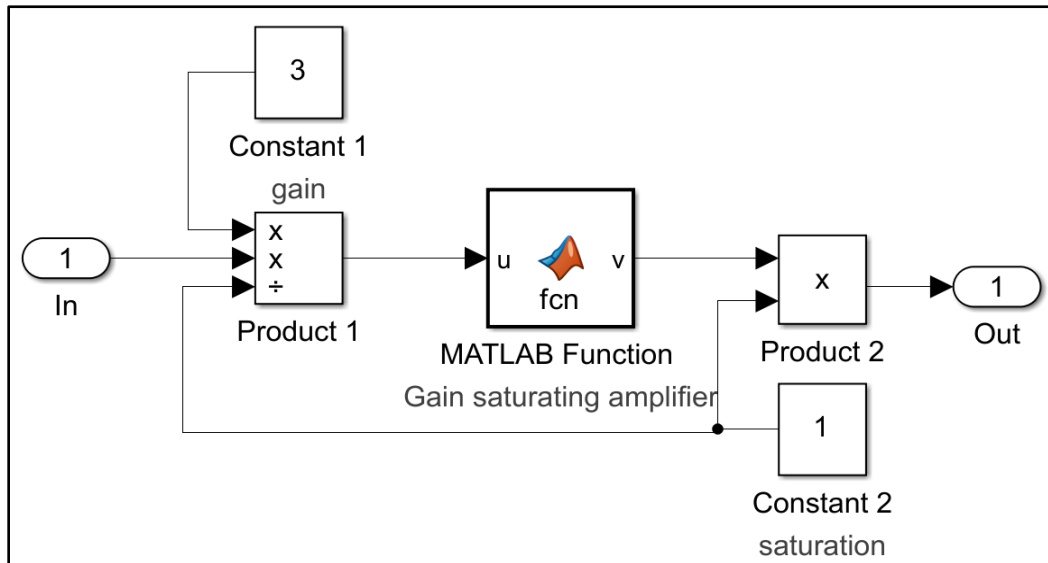 3
Constant 1
gain
x
x
÷
Product 1
1
In
u
v
fcn
MATLAB Function
Gain saturating amplifier
x
Product 2
1
Out
1
Constant 2
saturation